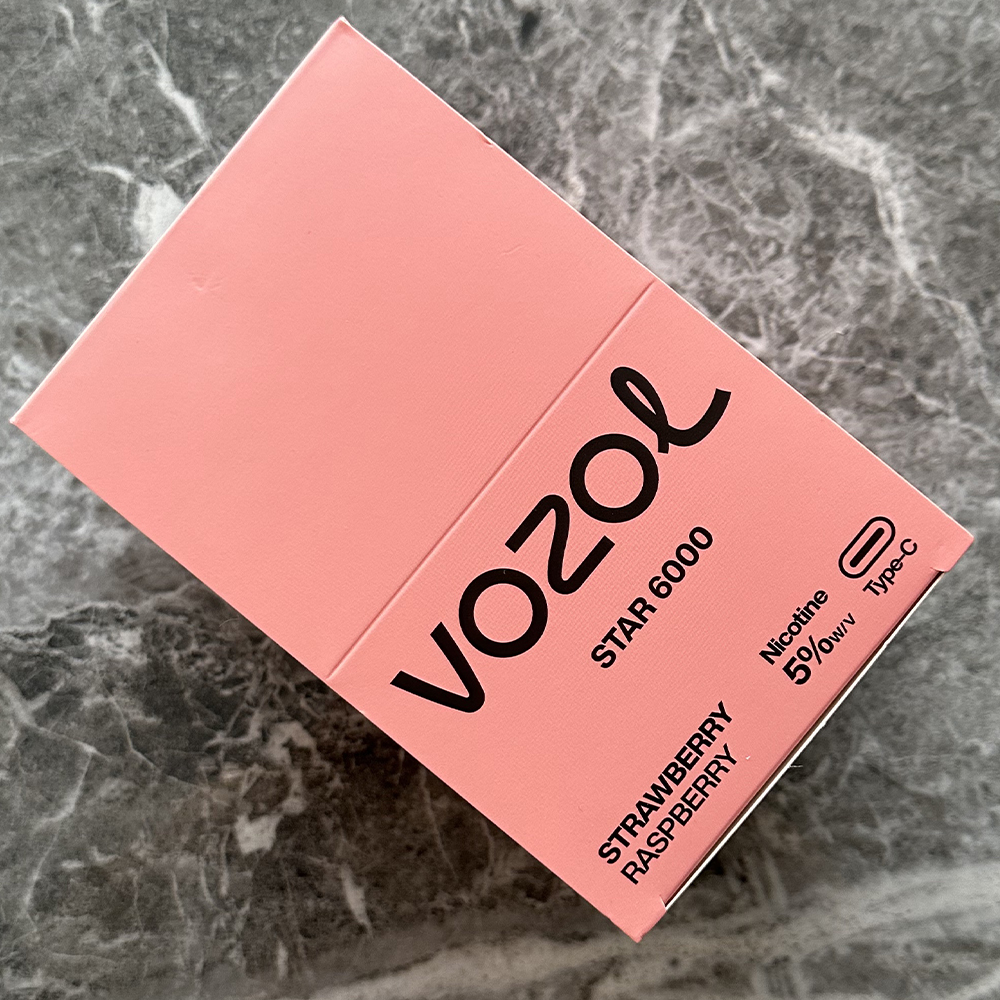 VOZOL
STAR 6000
STRAWBERRY
RASPBERRY
Nicotine
5%w/v
Type-C